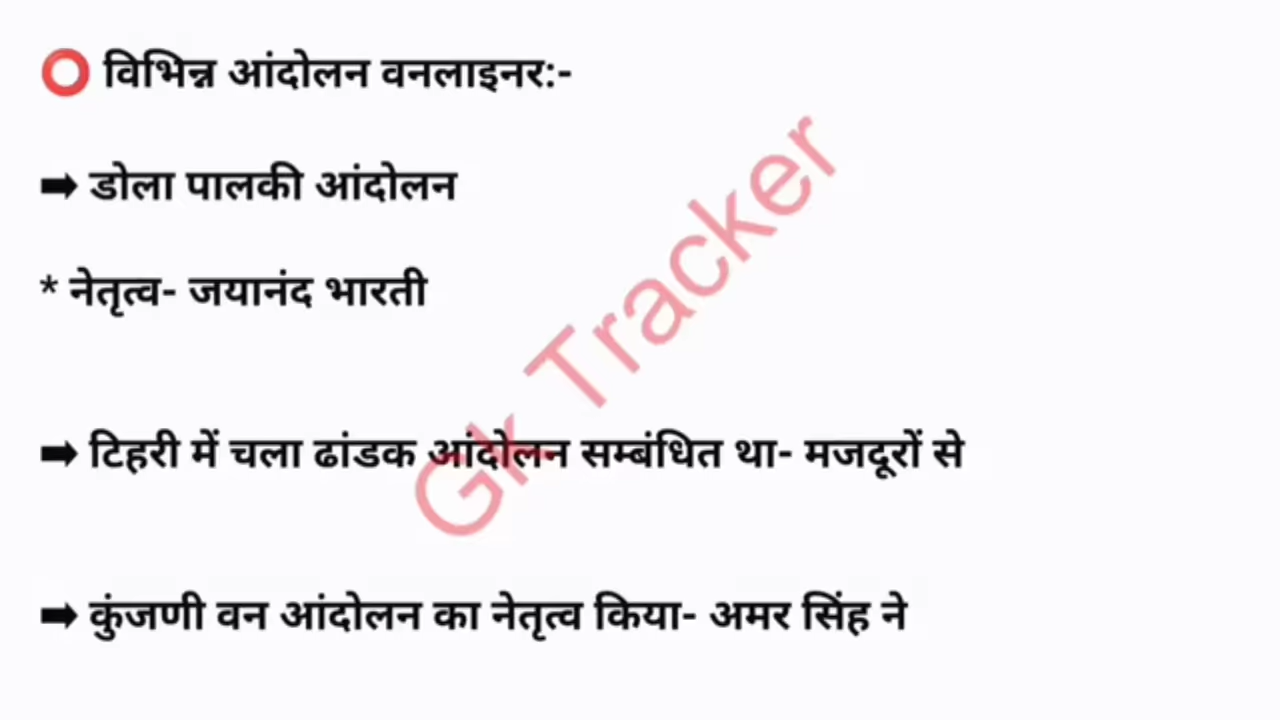 ⭕ विभिन्न आंदोलन वनलाइनर:-
➡ डोला पालकी आंदोलन
* नेतृत्व- जयानंद भारती
➡ टिहरी में चला ढांडक आंदोलन सम्बंधित था- मजदूरों से
➡ कुंजणी वन आंदोलन का नेतृत्व किया- अमर सिंह ने
Gk Tracker